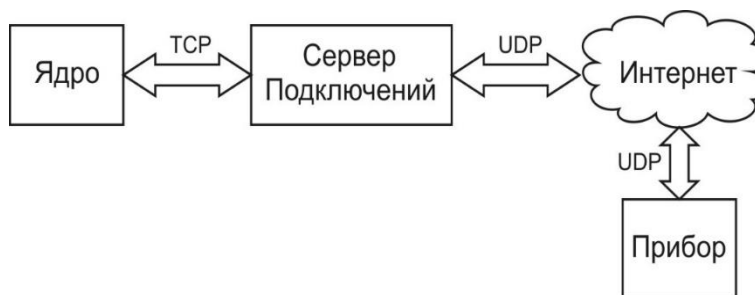 Ядро
TCP
Сервер
Подключений
UDP
Интернет
UDP
Прибор